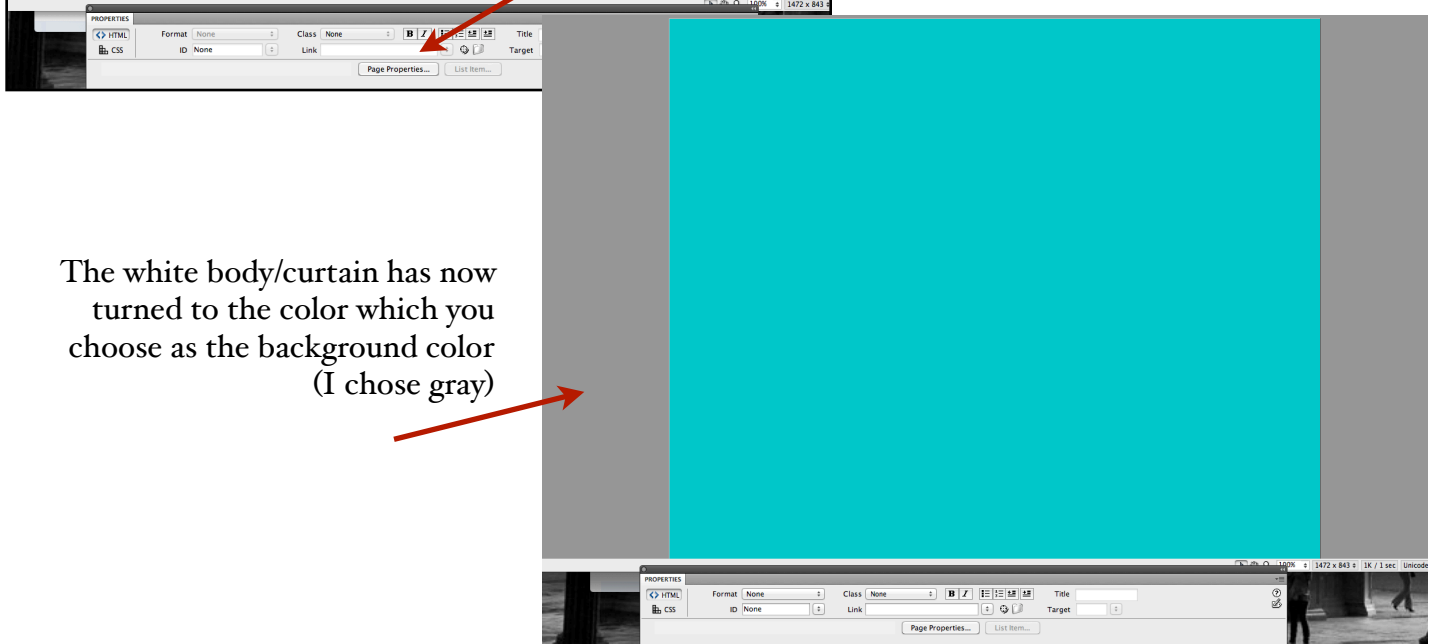 100% 1472 x 843
PROPERTIES
<> HTML Format None Class None B I Title
CSS ID None Link Target
Page Properties... List Item...
The white body/curtain has now
turned to the color which you
choose as the background color
(I chose gray)
100% 1472 x 843 1K / 1 sec Unicode
PROPERTIES
<> HTML Format None Class None B I Title
CSS ID None Link Target
Page Properties... List Item...